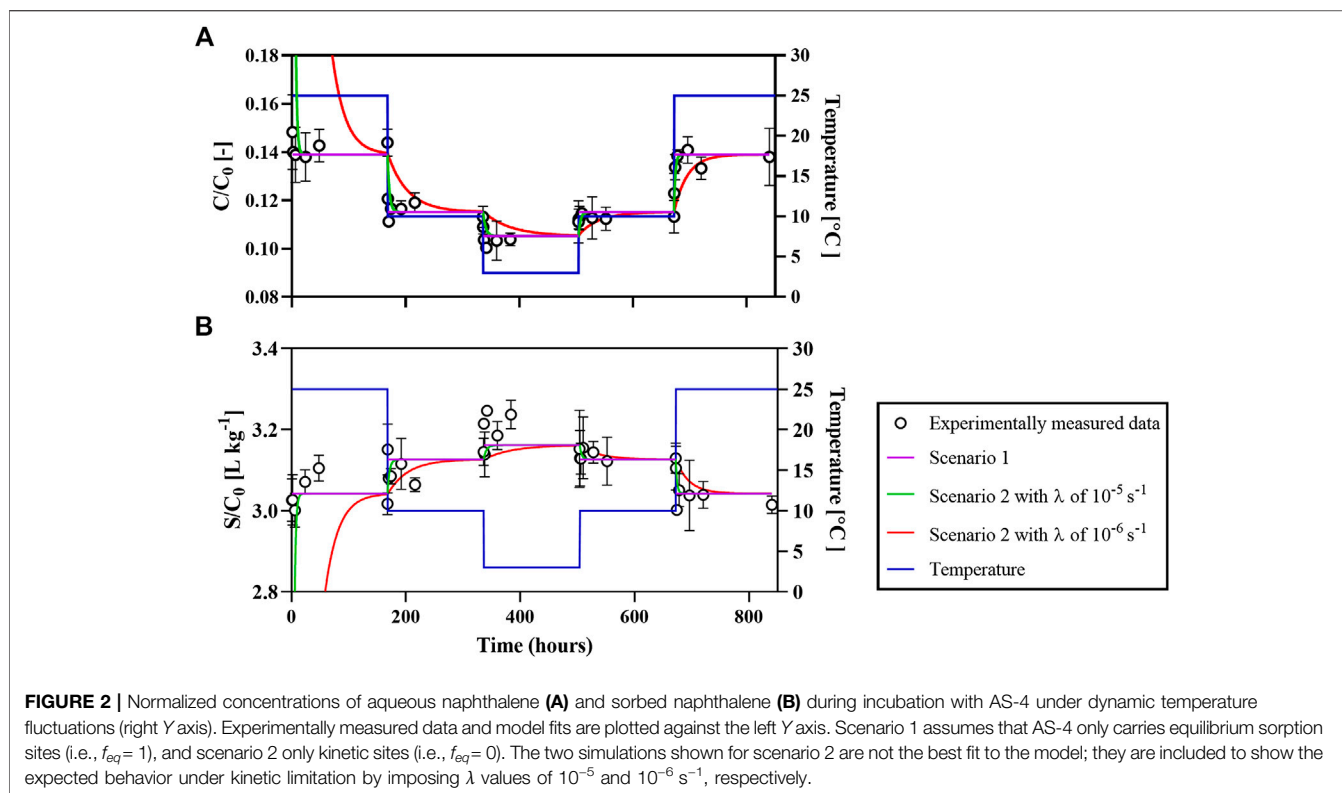 A
0.18
0.16
0.14
0.12
0.10
0.08
C/C₀ [-]
30
25
20
15
10
5
0
Temperature [°C]
200
400
600
800
B
3.4
3.2
3.0
2.8
S/C₀ [L kg⁻¹]
30
25
20
15
10
5
0
Temperature [°C ]
0
200
400
600
800
Time (hours)
Experimentally measured data
Scenario 1
Scenario 2 with λ of 10⁻⁵ s⁻¹
Scenario 2 with λ of 10⁻⁶ s⁻¹
Temperature
FIGURE 2 | Normalized concentrations of aqueous naphthalene (A) and sorbed naphthalene (B) during incubation with AS-4 under dynamic temperature
fluctuations (right Y axis). Experimentally measured data and model fits are plotted against the left Y axis. Scenario 1 assumes that AS-4 only carries equilibrium sorption
sites (i.e., feq = 1), and scenario 2 only kinetic sites (i.e., feq = 0). The two simulations shown for scenario 2 are not the best fit to the model; they are included to show the
expected behavior under kinetic limitation by imposing λ values of 10⁻⁵ and 10⁻⁶ s⁻¹, respectively.